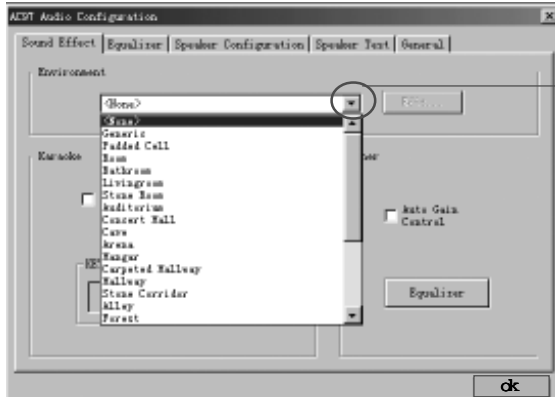 AC97 Audio Configuration
Sound Effect Equalizer Speaker Configuration Speaker Test General
Environment
<None>
Edit...
<None>
Generic
Padded Cell
Room
Bathroom
Livingroom
Stone Room
Auditorium
Concert Hall
Cave
Arena
Hangar
Carpeted Hallway
Hallway
Stone Corridor
Alley
Forest
Karaoke
Auto Gain
Control
Equalizer
ok